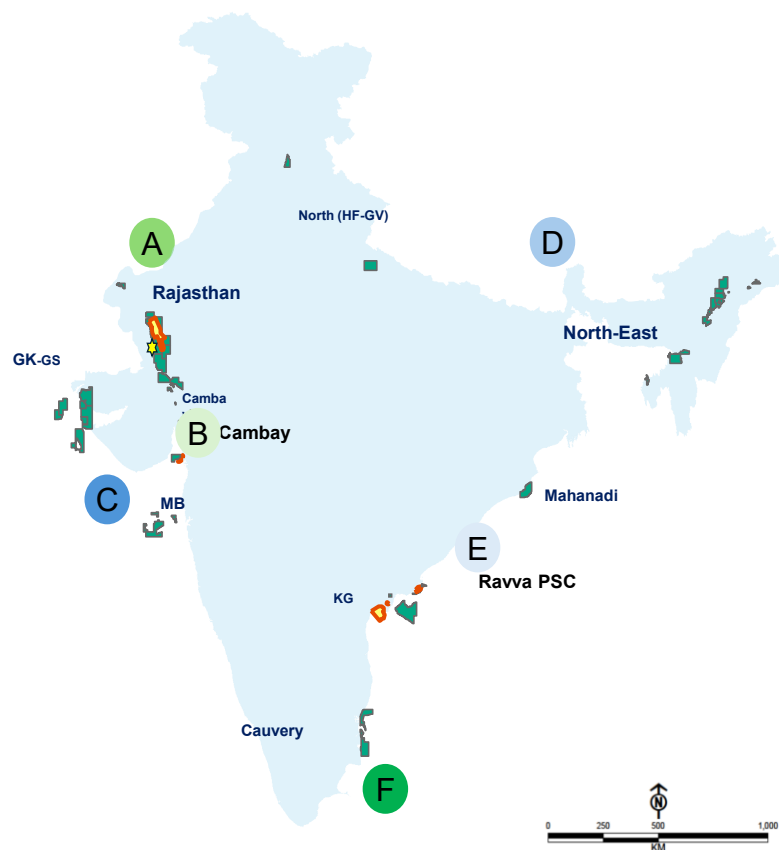 North (HF-GV)
A
D
Rajasthan
North-East
GK-GS
Camba
B
Cambay
C
MB
Mahanadi
E
Ravva PSC
KG
Cauvery
F
N
0 250 500 1,000
KM